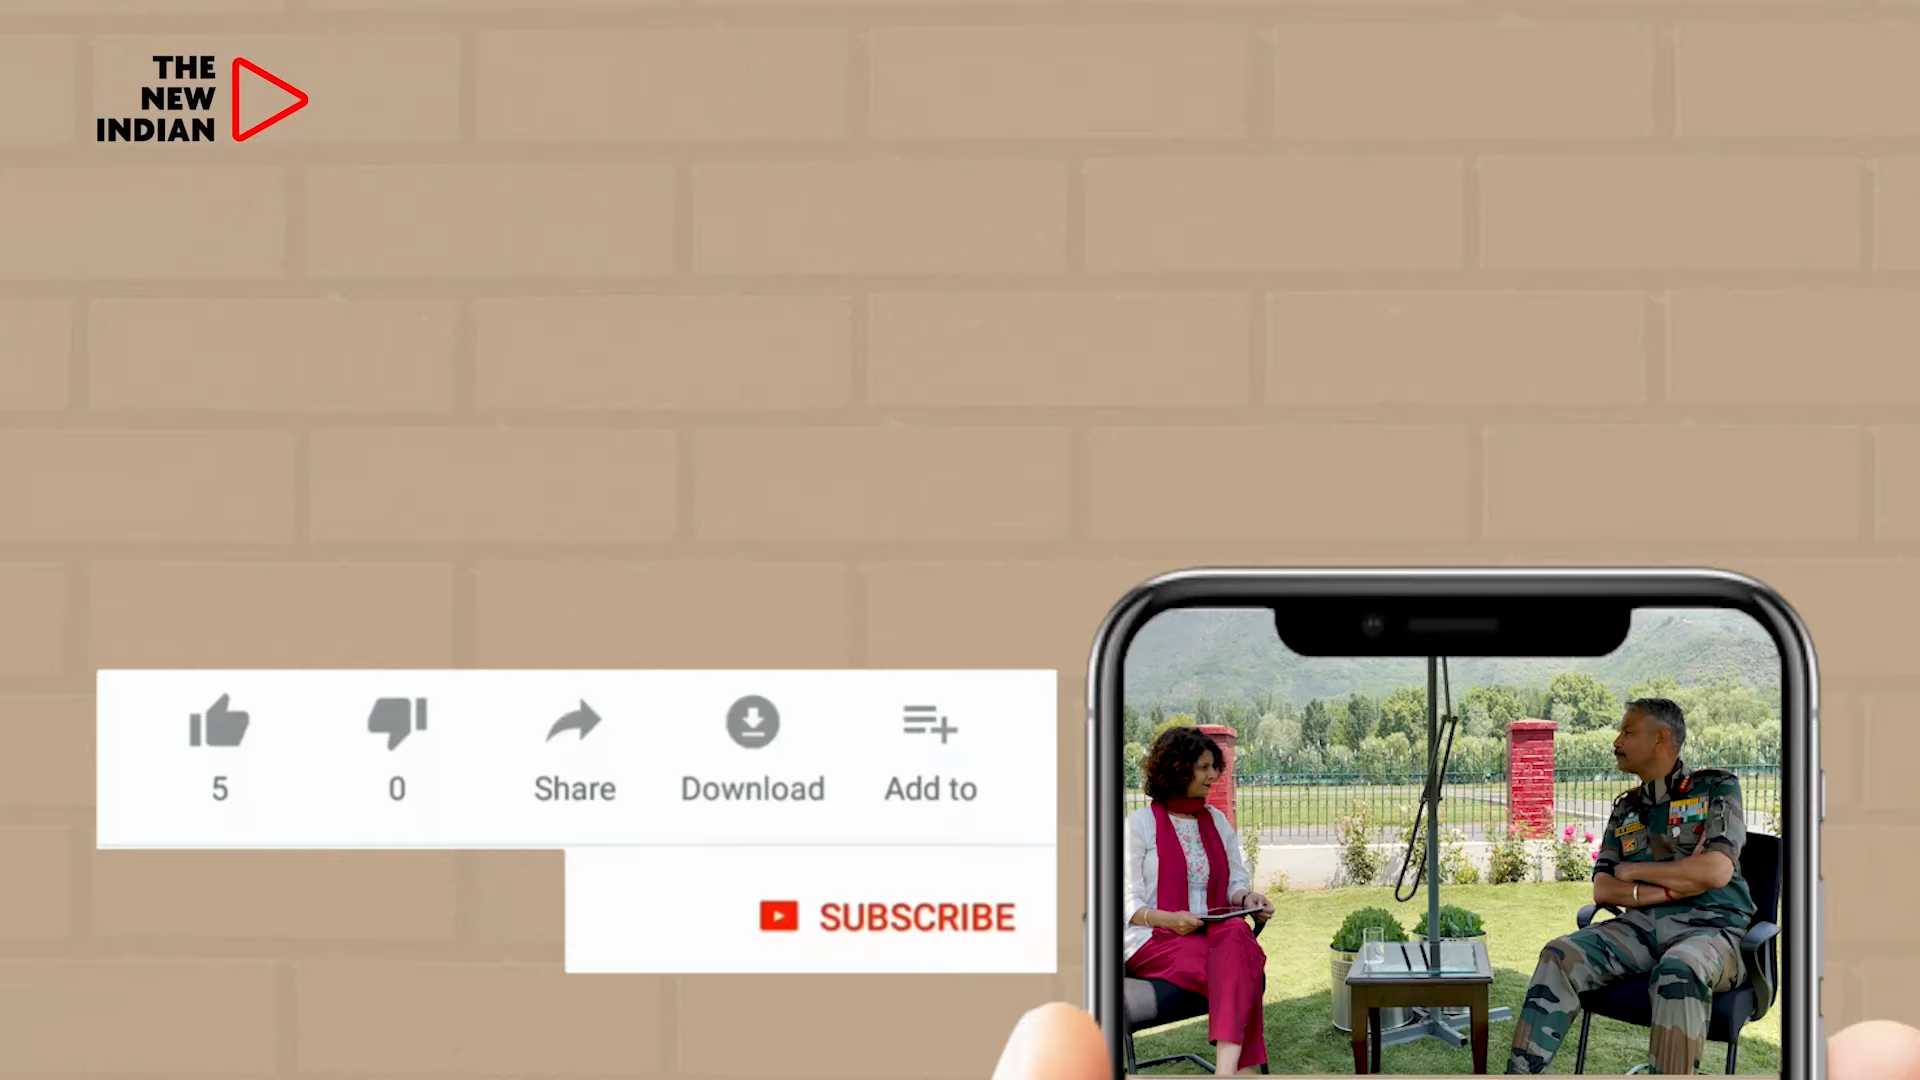 THE
NEW
INDIAN
5 0 Share Download Add to
SUBSCRIBE